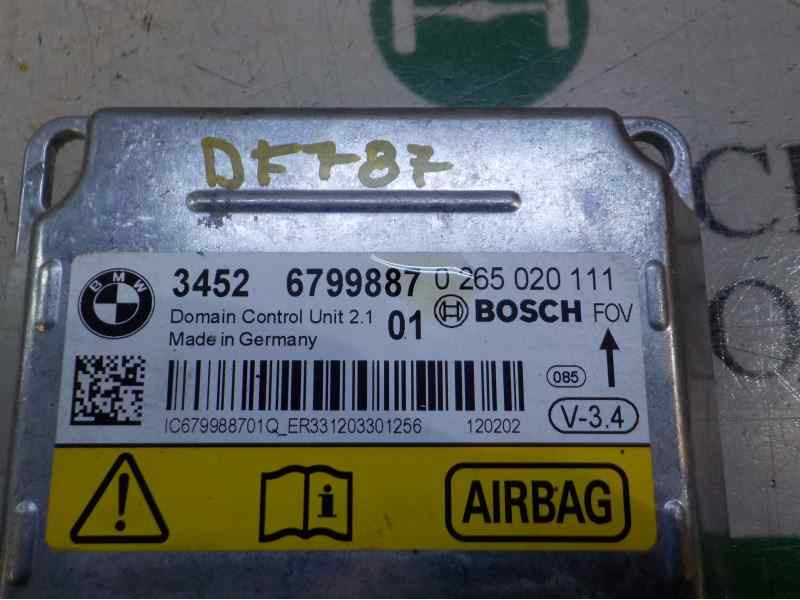 DF787
BMW
3452 6799887 0 265 020 111
Domain Control Unit 2.1 01 BOSCH FOV
Made in Germany
085
V-3.4
IC679988701Q_ER331203301256 120202
AIRBAG